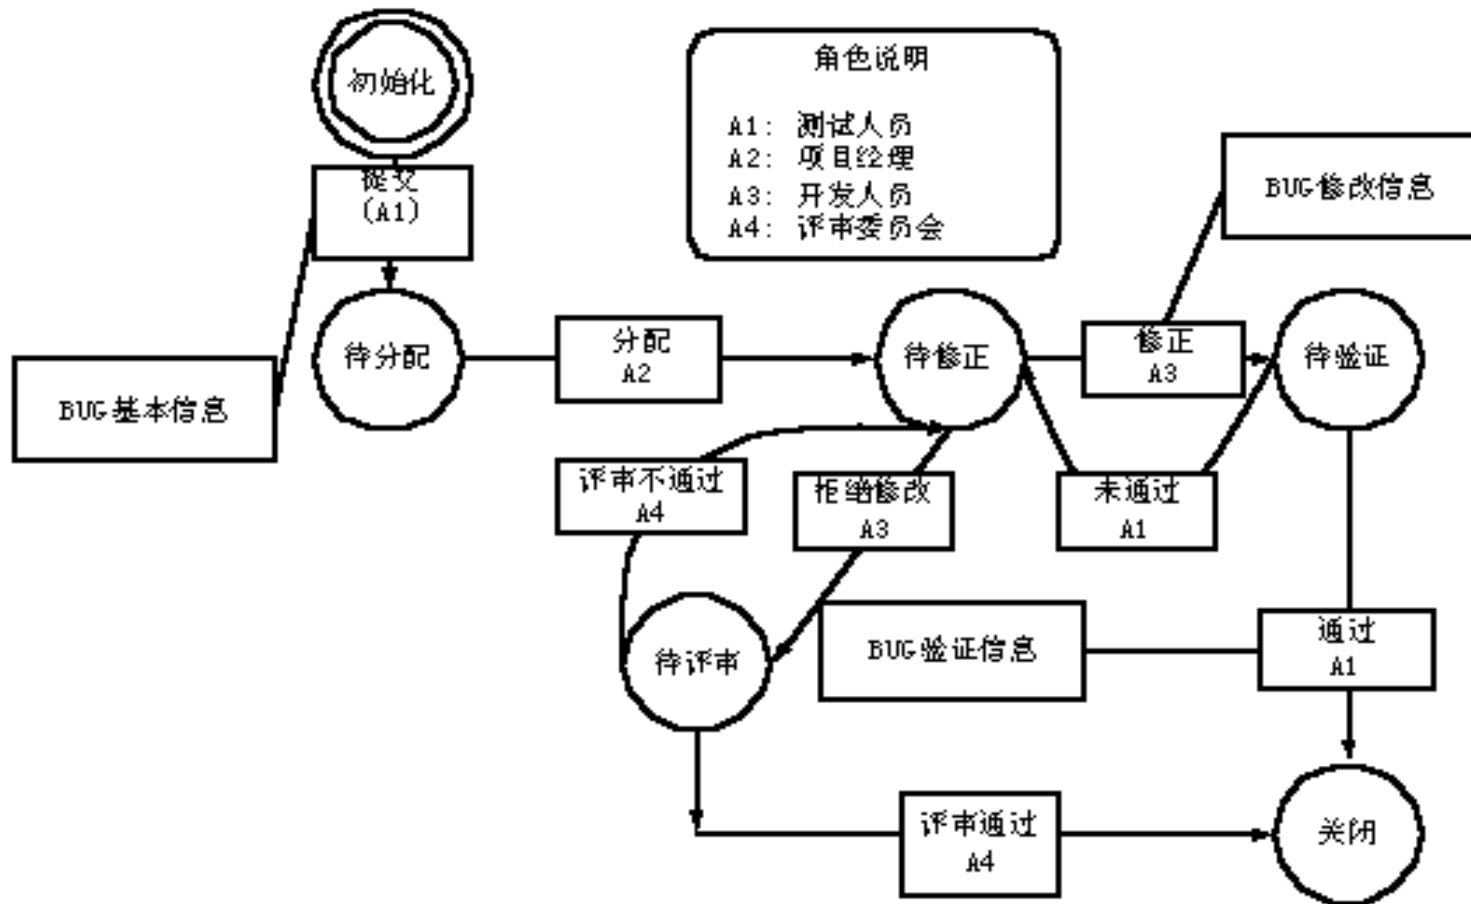 初始化
角色说明
A1: 测试人员
A2: 项目经理
A3: 开发人员
A4: 评审委员会
提交
(A1)
BUG修改信息
待分配
分配
A2
待修正
修正
A3
待验证
BUG基本信息
评审不通过
A4
拒绝修改
A3
未通过
A1
待评审
BUG验证信息
通过
A1
评审通过
A4
关闭